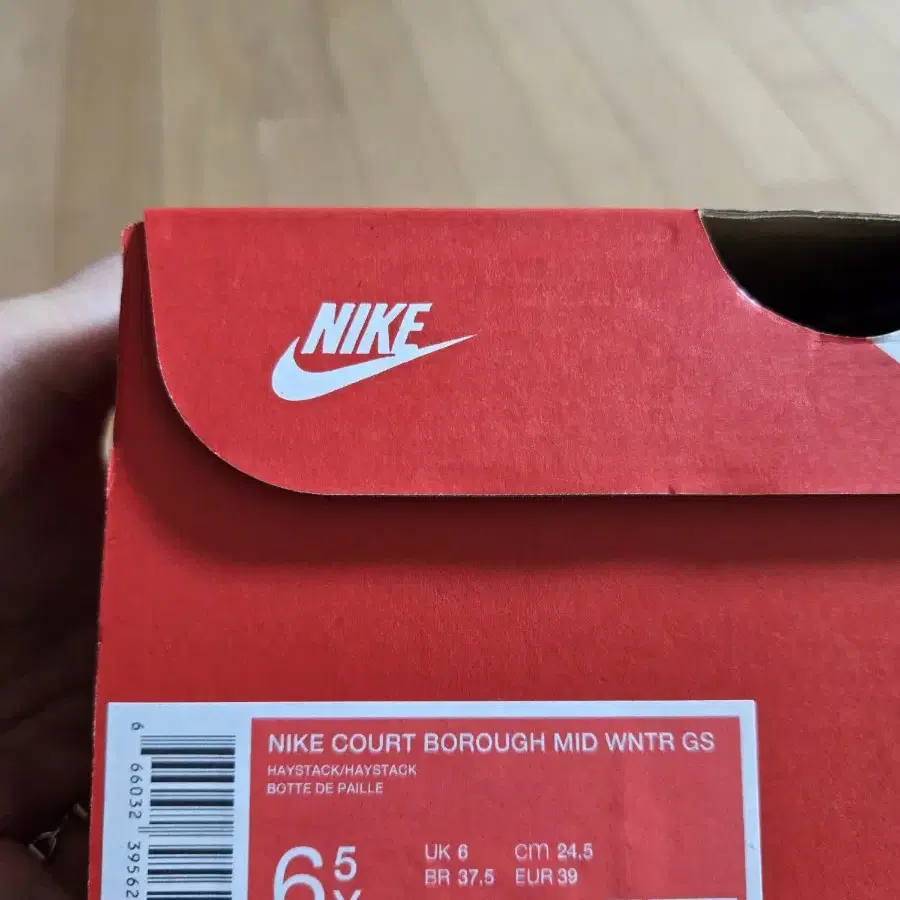 NIKE
NIKE COURT BOROUGH MID WNTR GS
HAYSTACK/HAYSTACK
BOTTE DE PAILLE
6 5 Y
UK 6 CM 24.5
BR 37.5 EUR 39
6 66032 39562